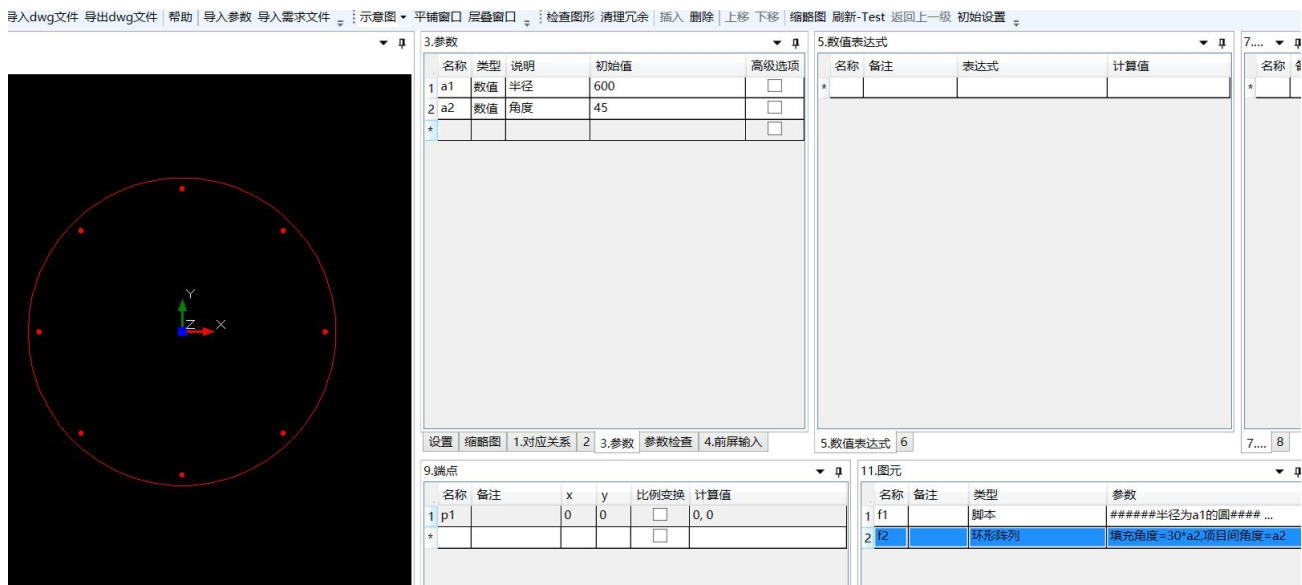 导入dwg文件 导出dwg文件 帮助 导入参数 导入需求文件 示意图 平铺窗口 层叠窗口 检查图形 清理冗余 插入 删除 上移 下移 缩略图 刷新-Test 返回上一级 初始设置
3.参数
名称 类型 说明 初始值 高级选项
1 a1 数值 半径 600
2 a2 数值 角度 45
*
设置 缩略图 1.对应关系 2 3.参数 参数检查 4.前屏输入
5.数值表达式
名称 备注 表达式 计算值
*
5.数值表达式 6
7....
名称
*
7.... 8
Y
Z X
9.端点
名称 备注 x y 比例变换 计算值
1 p1 0 0 0, 0
*
11.图元
名称 备注 类型 参数
1 f1 脚本 ######半径为a1的圆#### ...
2 f2 环形阵列 填充角度=30*a2,项目间角度=a2